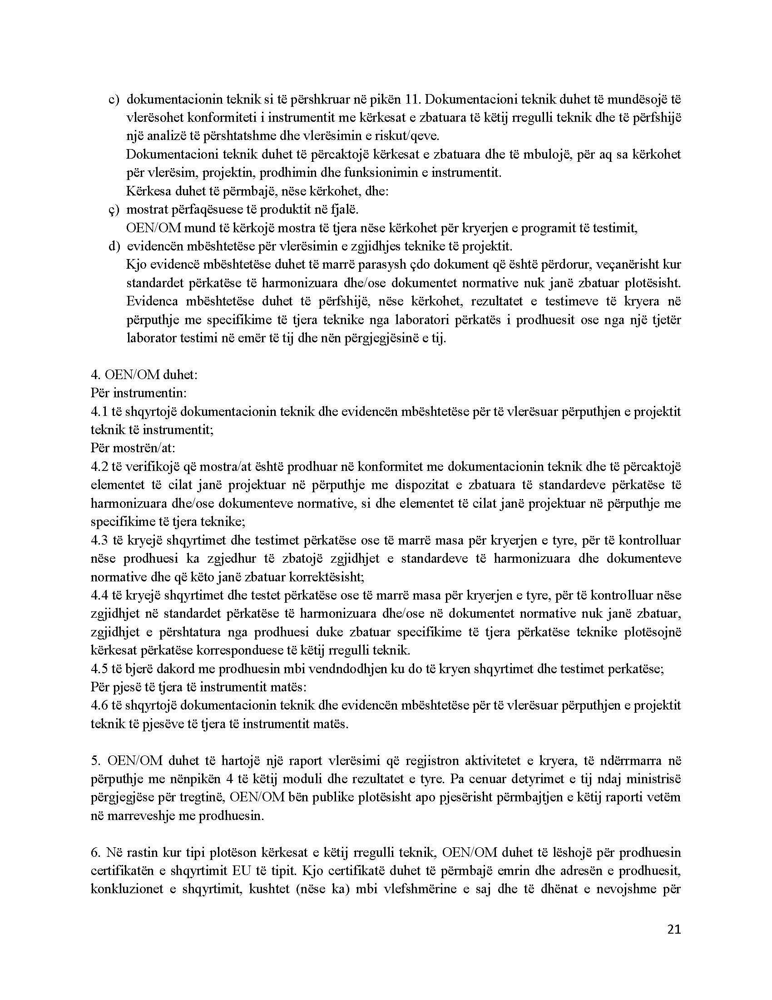 c) dokumentacionin teknik si të përshkruar në pikën 11. Dokumentacioni teknik duhet të mundësojë të
vlerësohet konformiteti i instrumentit me kërkesat e zbatuara të këtij rregulli teknik dhe të përfshijë
një analizë të përshtatshme dhe vlerësimin e riskut/qeve.
Dokumentacioni teknik duhet të përcaktojë kërkesat e zbatuara dhe të mbulojë, për aq sa kërkohet
për vlerësim, projektin, prodhimin dhe funksionimin e instrumentit.
Kërkesa duhet të përmbajë, nëse kërkohet, dhe:
ç) mostrat përfaqësuese të produktit në fjalë.
OEN/OM mund të kërkojë mostra të tjera nëse kërkohet për kryerjen e programit të testimit,
d) evidencën mbështetëse për vlerësimin e zgjidhjes teknike të projektit.
Kjo evidencë mbështetëse duhet të marrë parasysh çdo dokument që është përdorur, veçanërisht kur
standardet përkatëse të harmonizuara dhe/ose dokumentet normative nuk janë zbatuar plotësisht.
Evidenca mbështetëse duhet të përfshijë, nëse kërkohet, rezultatet e testimeve të kryera në
përputhje me specifikime të tjera teknike nga laboratori përkatës i prodhuesit ose nga një tjetër
laborator testimi në emër të tij dhe nën përgjegjësinë e tij.
4. OEN/OM duhet:
Për instrumentin:
4.1 të shqyrtojë dokumentacionin teknik dhe evidencën mbështetëse për të vlerësuar përputhjen e projektit
teknik të instrumentit;
Për mostrën/at:
4.2 të verifikojë që mostra/at është prodhuar në konformitet me dokumentacionin teknik dhe të përcaktojë
elementet të cilat janë projektuar në përputhje me dispozitat e zbatuara të standardeve përkatëse të
harmonizuara dhe/ose dokumenteve normative, si dhe elementet të cilat janë projektuar në përputhje me
specifikime të tjera teknike;
4.3 të kryejë shqyrtimet dhe testimet përkatëse ose të marrë masa për kryerjen e tyre, për të kontrolluar
nëse prodhuesi ka zgjedhur të zbatojë zgjidhjet e standardeve të harmonizuara dhe dokumenteve
normative dhe që këto janë zbatuar korrektësisht;
4.4 të kryejë shqyrtimet dhe testet përkatëse ose të marrë masa për kryerjen e tyre, për të kontrolluar nëse
zgjidhjet në standardet përkatëse të harmonizuara dhe/ose në dokumentet normative nuk janë zbatuar,
zgjidhjet e përshtatura nga prodhuesi duke zbatuar specifikime të tjera përkatëse teknike plotësojnë
kërkesat përkatëse korresponduese të këtij rregulli teknik.
4.5 të bjerë dakord me prodhuesin mbi vendndodhjen ku do të kryen shqyrtimet dhe testimet perkatëse;
Për pjesë të tjera të instrumentit matës:
4.6 të shqyrtojë dokumentacionin teknik dhe evidencën mbështetëse për të vlerësuar përputhjen e projektit
teknik të pjesëve të tjera të instrumentit matës.
5. OEN/OM duhet të hartojë një raport vlerësimi që regjistron aktivitetet e kryera, të ndërrmarra në
përputhje me nënpikën 4 të këtij moduli dhe rezultatet e tyre. Pa cenuar detyrimet e tij ndaj ministrisë
përgjegjëse për tregtinë, OEN/OM bën publike plotësisht apo pjesërisht përmbajtjen e këtij raporti vetëm
në marreveshje me prodhuesin.
6. Në rastin kur tipi plotëson kërkesat e këtij rregulli teknik, OEN/OM duhet të lëshojë për prodhuesin
certifikatën e shqyrtimit EU të tipit. Kjo certifikatë duhet të përmbajë emrin dhe adresën e prodhuesit,
konkluzionet e shqyrtimit, kushtet (nëse ka) mbi vlefshmërine e saj dhe të dhënat e nevojshme për
21